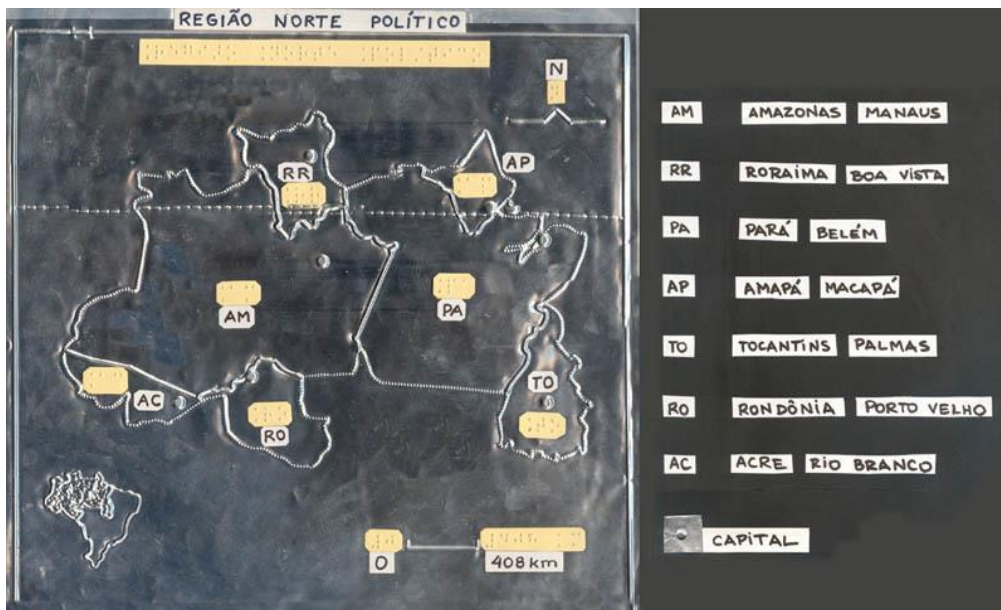 REGIÃO NORTE POLÍTICO
N
RR
AP
AM
PA
AC
RO
TO
0
408 km
AM AMAZONAS MANAUS
RR RORAIMA BOA VISTA
PA PARÁ BELÉM
AP AMAPÁ MACAPÁ
TO TOCANTINS PALMAS
RO RONDÔNIA PORTO VELHO
AC ACRE RIO BRANCO
CAPITAL